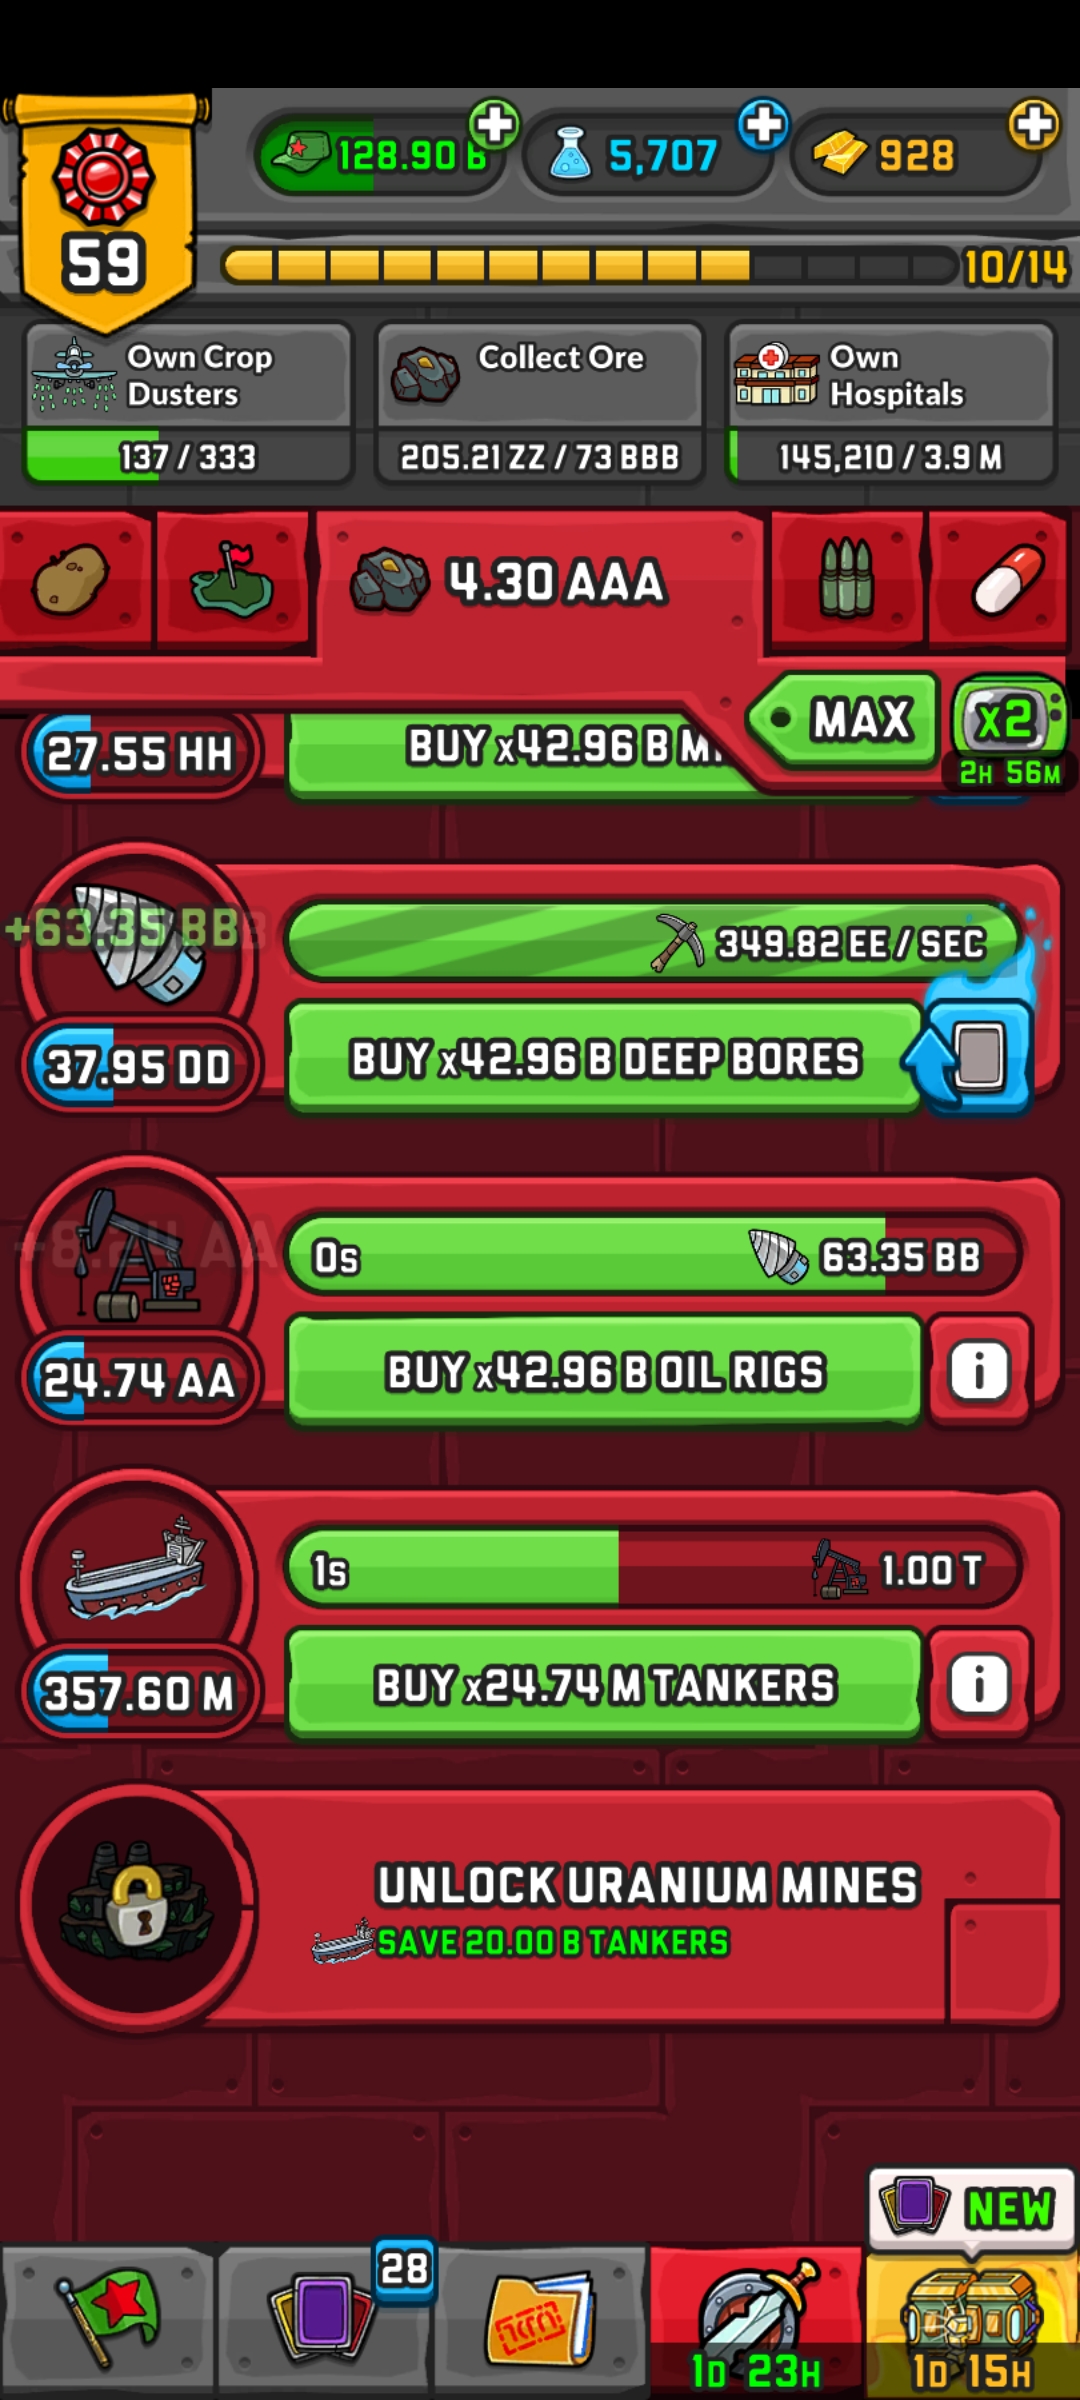 128.90 B
5,707
928
59
10/14
Own Crop
Dusters
137 / 333
Collect Ore
205.21 ZZ / 73 BBB
Own
Hospitals
145,210 / 3.9 M
4.30 AAA
MAX
x2
2H 56M
27.55 HH
BUY x42.96 B
+63.35 BB
349.82 EE / SEC
37.95 DD
BUY x42.96 B DEEP BORES
+8.24 AA
0s
63.35 BB
24.74 AA
BUY x42.96 B OIL RIGS
i
1s
1.00 T
357.60 M
BUY x24.74 M TANKERS
i
UNLOCK URANIUM MINES
SAVE 20.00 B TANKERS
NEW
28
1D 23H
1D 15H